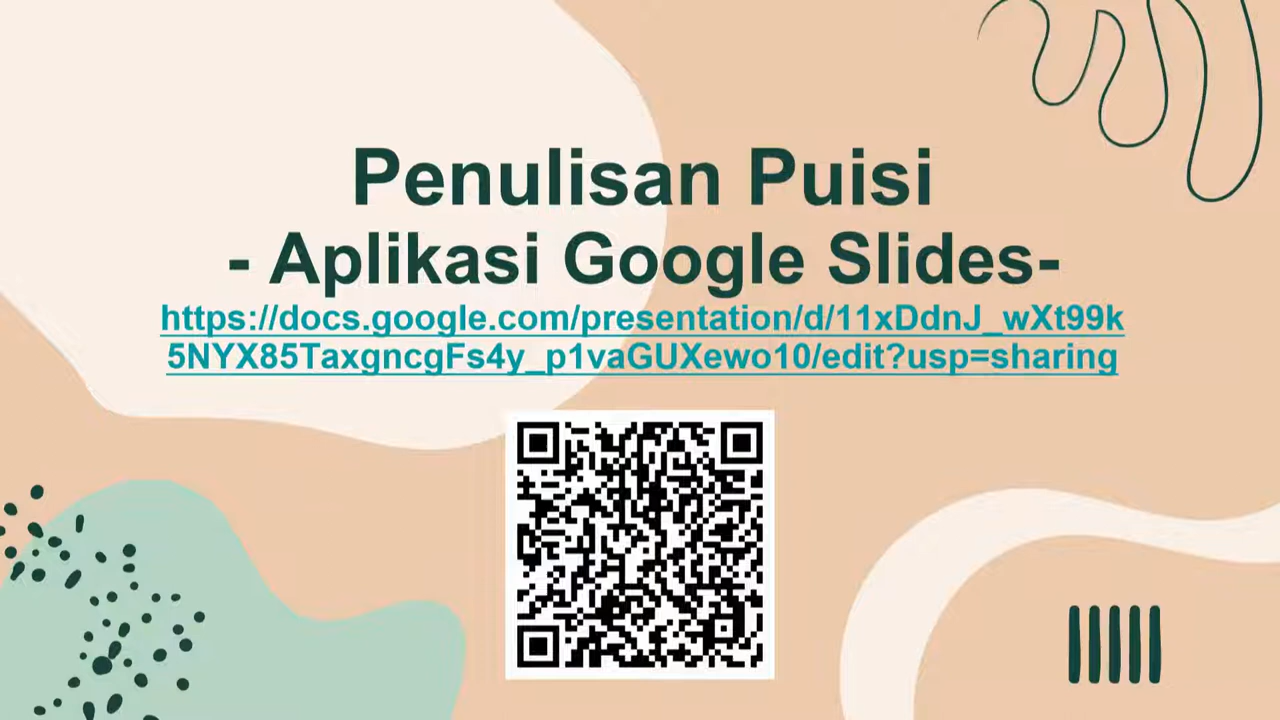 Penulisan Puisi
- Aplikasi Google Slides-
https://docs.google.com/presentation/d/11xDdnJ_wXt99k
5NYX85TaxgncgFs4y_p1vaGUXewo10/edit?usp=sharing